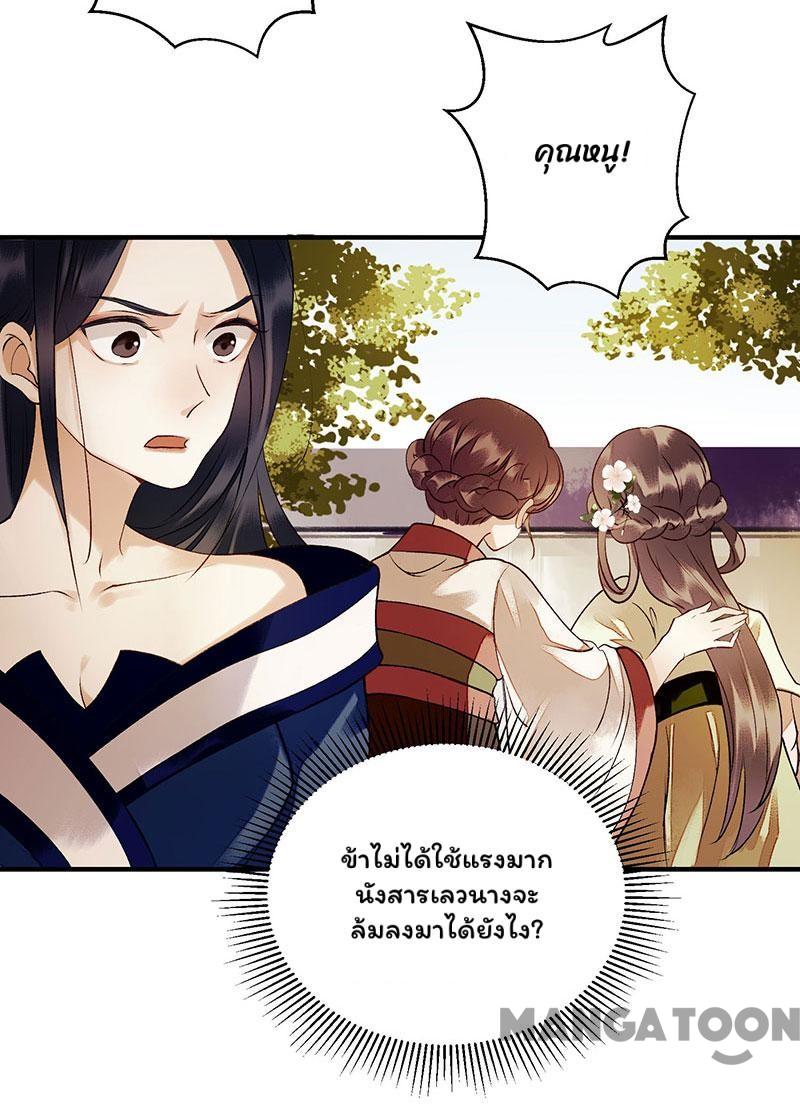 คุณหนู!
ข้าไม่ได้ใช้แรงมาก
นังสารเลวนางจะ
ล้มลงมาได้ยังไง?
MANGATOON